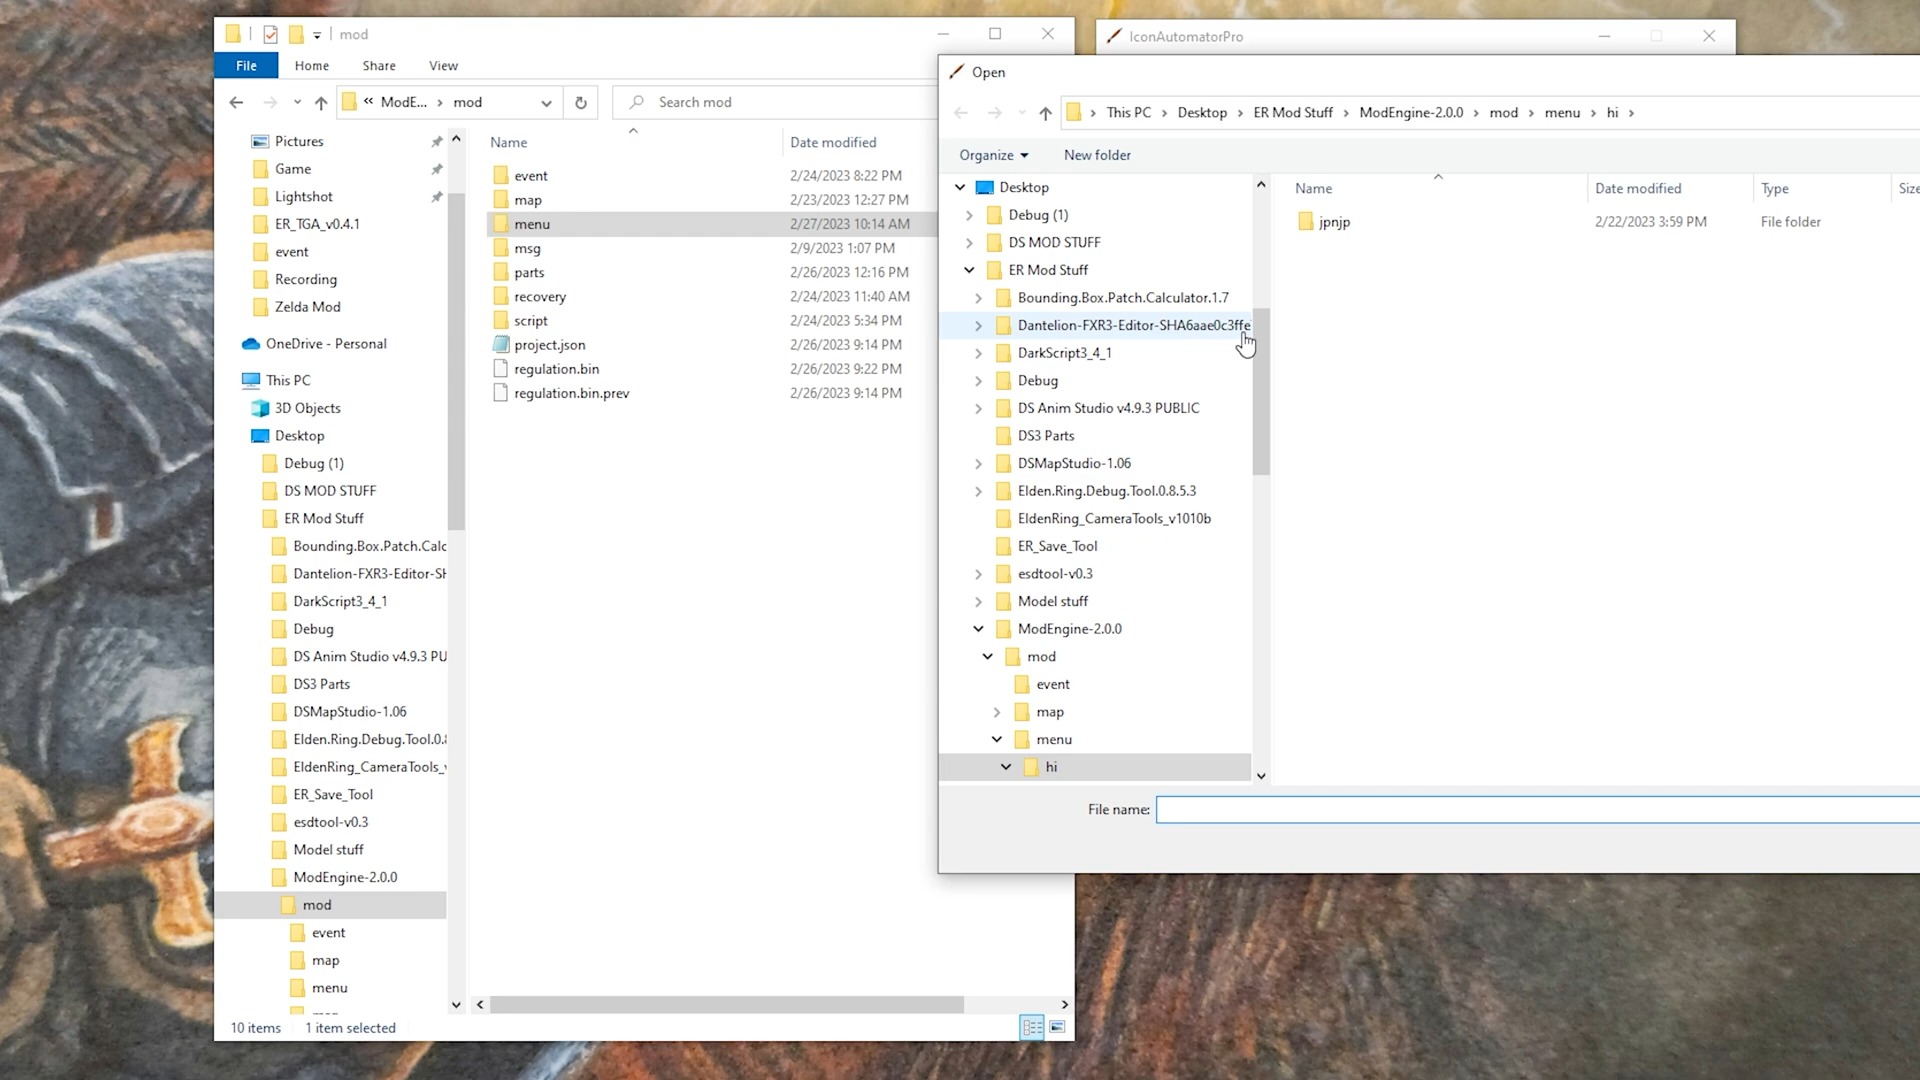 mod
File
Home
Share
View
« ModE... › mod
Search mod
Pictures
Game
Lightshot
ER_TGA_v0.4.1
event
Recording
Zelda Mod
OneDrive - Personal
This PC
3D Objects
Desktop
Debug (1)
DS MOD STUFF
ER Mod Stuff
Bounding.Box.Patch.Calc
Dantelion-FXR3-Editor-SH
DarkScript3_4_1
Debug
DS Anim Studio v4.9.3 PU
DS3 Parts
DSMapStudio-1.06
Elden.Ring.Debug.Tool.0.8
EldenRing_CameraTools_v
ER_Save_Tool
esdtool-v0.3
Model stuff
ModEngine-2.0.0
mod
event
map
menu
Name Date modified
event 2/24/2023 8:22 PM
map 2/23/2023 12:27 PM
menu 2/27/2023 10:14 AM
msg 2/9/2023 1:07 PM
parts 2/26/2023 12:16 PM
recovery 2/24/2023 11:40 AM
script 2/24/2023 5:34 PM
project.json 2/26/2023 9:14 PM
regulation.bin 2/26/2023 9:22 PM
regulation.bin.prev 2/26/2023 9:14 PM
10 items 1 item selected
IconAutomatorPro
Open
› This PC › Desktop › ER Mod Stuff › ModEngine-2.0.0 › mod › menu › hi ›
Organize
New folder
Desktop
Debug (1)
DS MOD STUFF
ER Mod Stuff
Bounding.Box.Patch.Calculator.1.7
Dantelion-FXR3-Editor-SHA6aae0c3ffe
DarkScript3_4_1
Debug
DS Anim Studio v4.9.3 PUBLIC
DS3 Parts
DSMapStudio-1.06
Elden.Ring.Debug.Tool.0.8.5.3
EldenRing_CameraTools_v1010b
ER_Save_Tool
esdtool-v0.3
Model stuff
ModEngine-2.0.0
mod
event
map
menu
hi
Name Date modified Type Size
jpnjp 2/22/2023 3:59 PM File folder
File name: